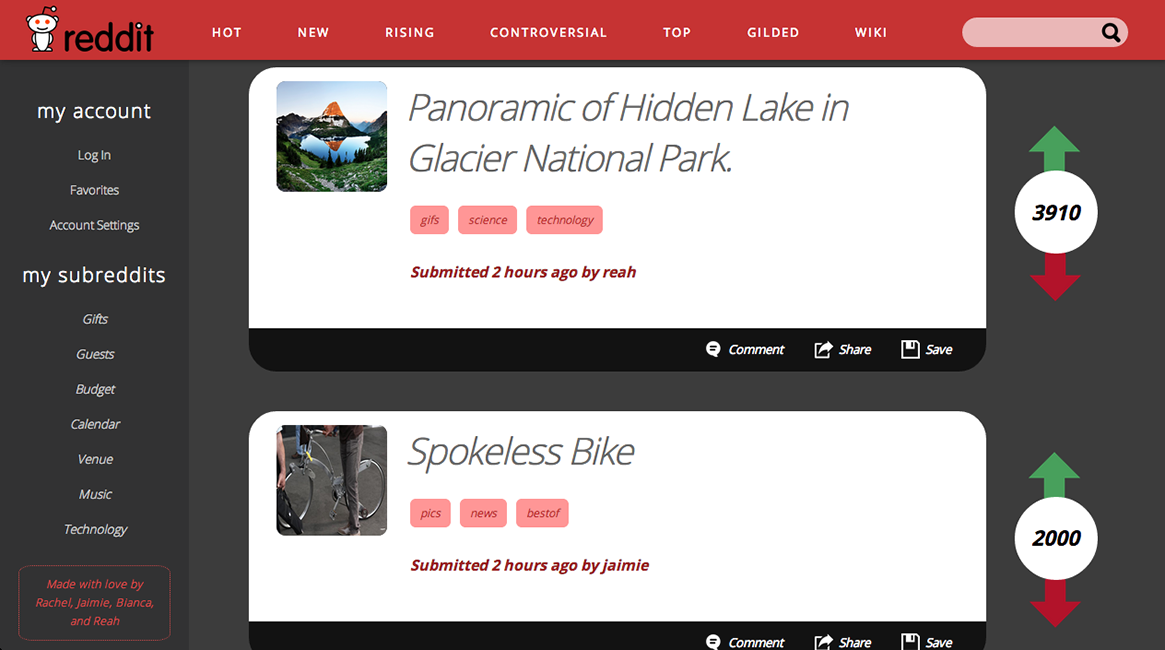 reddit
HOT NEW RISING CONTROVERSIAL TOP GILDED WIKI
my account
Log In
Favorites
Account Settings
my subreddits
Gifts
Guests
Budget
Calendar
Venue
Music
Technology
Made with love by
Rachel, Jaimie, Bianca,
and Reah
Panoramic of Hidden Lake in
Glacier National Park.
gifs science technology
Submitted 2 hours ago by reah
Comment Share Save
3910
Spokeless Bike
pics news bestof
Submitted 2 hours ago by jaimie
Comment Share Save
2000